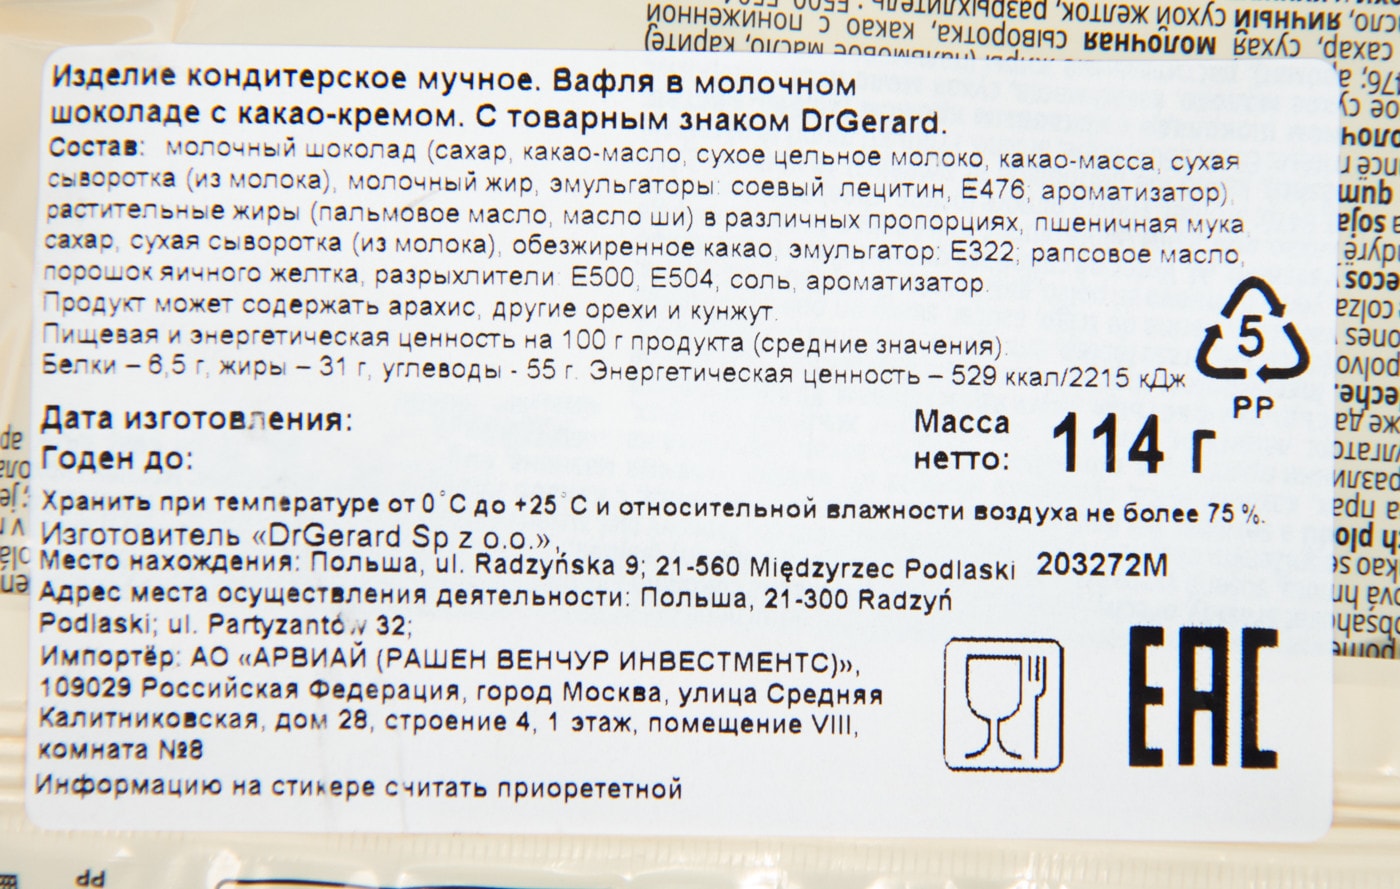 Изделие кондитерское мучное. Вафля в молочном
шоколаде с какао-кремом. С товарным знаком DrGerard.
Состав: молочный шоколад (сахар, какао-масло, сухое цельное молоко, какао-масса, сухая
сыворотка (из молока), молочный жир, эмульгаторы: соевый лецитин, Е476; ароматизатор),
растительные жиры (пальмовое масло, масло ши) в различных пропорциях, пшеничная мука,
сахар, сухая сыворотка (из молока), обезжиренное какао, эмульгатор: Е322; рапсовое масло,
порошок яичного желтка, разрыхлители: Е500, Е504, соль, ароматизатор.
Продукт может содержать арахис, другие орехи и кунжут.
Пищевая и энергетическая ценность на 100 г продукта (средние значения):
Белки – 6,5 г, жиры – 31 г, углеводы - 55 г. Энергетическая ценность – 529 ккал/2215 кДж
5
PP
Дата изготовления:
Годен до:
Масса
нетто: 114 г
Хранить при температуре от 0°С до +25°С и относительной влажности воздуха не более 75 %.
Изготовитель «DrGerard Sp z o.o.»,
Место нахождения: Польша, ul. Radzyńska 9; 21-560 Międzyrzec Podlaski 203272M
Адрес места осуществления деятельности: Польша, 21-300 Radzyń
Podlaski; ul. Partyzantów 32;
Импортёр: АО «АРВИАЙ (РАШЕН ВЕНЧУР ИНВЕСТМЕНТС)»,
109029 Российская Федерация, город Москва, улица Средняя
Калитниковская, дом 28, строение 4, 1 этаж, помещение VIII,
комната №8
Информацию на стикере считать приорететной
EAC
PP